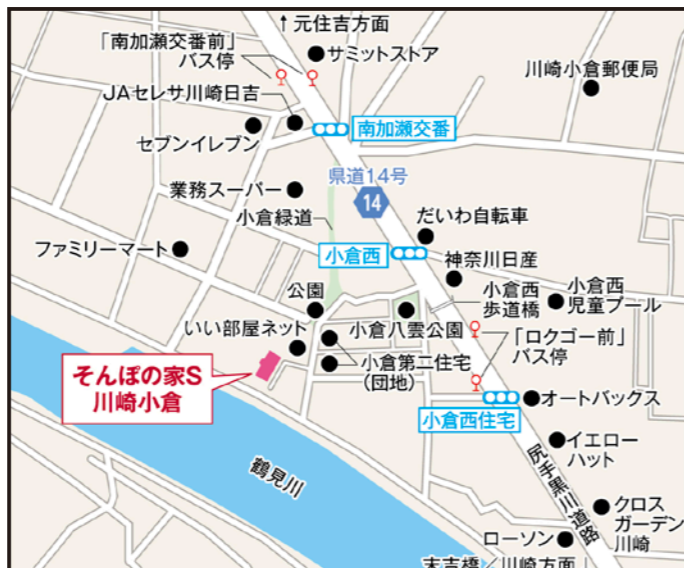 ↑元住吉方面
「南加瀬交番前」
バス停
サミットストア
川崎小倉郵便局
JAセレサ川崎日吉
セブンイレブン
南加瀬交番
業務スーパー
県道14号
14
小倉緑道
だいわ自転車
ファミリーマート
小倉西
神奈川日産
公園
小倉西
歩道橋
小倉西
児童プール
いい部屋ネット
小倉八雲公園
「ロクゴー前」
バス停
そんぽの家S
川崎小倉
小倉第二住宅
(団地)
オートバックス
小倉西住宅
イエロー
ハット
鶴見川
尻手黒川道路
クロス
ガーデン
川崎
ローソン
末吉橋/川崎方面